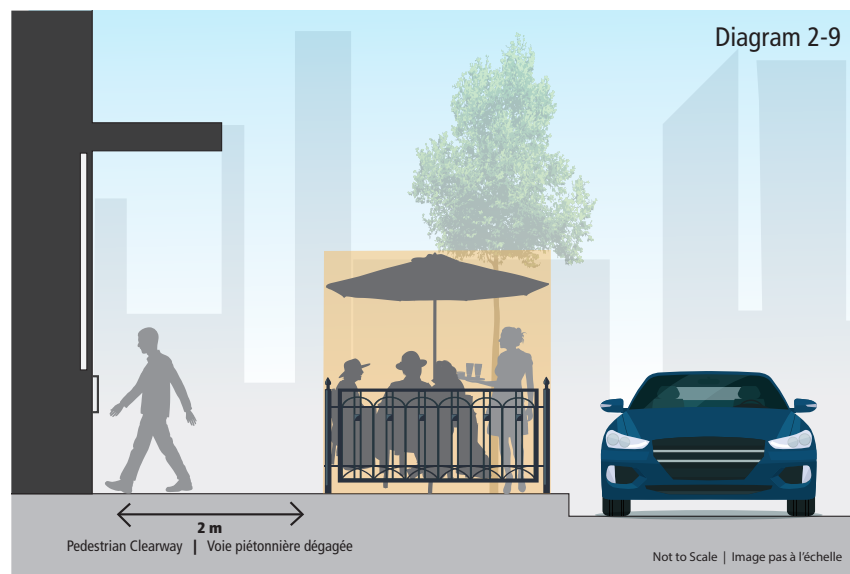 Diagram 2-9
2 m
Pedestrian Clearway | Voie piétonnière dégagée
Not to Scale | Image pas à l'échelle